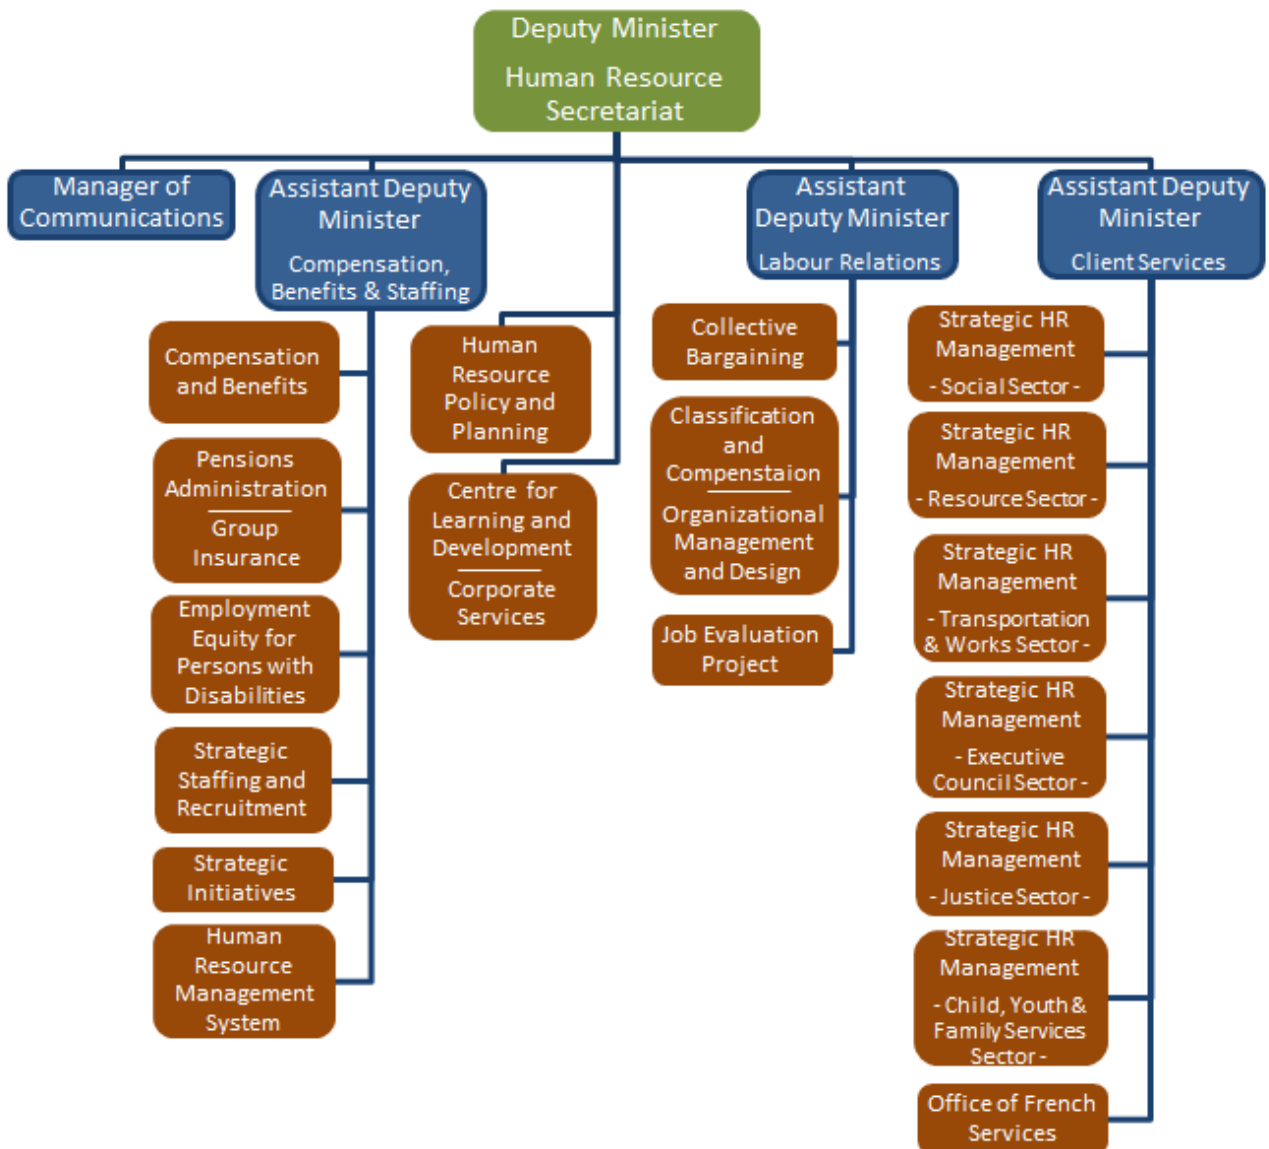 Deputy Minister
Human Resource
Secretariat
Manager of
Communications
Assistant Deputy
Minister
Compensation,
Benefits & Staffing
Assistant
Deputy Minister
Labour Relations
Assistant Deputy
Minister
Client Services
Compensation
and Benefits
Pensions
Administration
Group
Insurance
Employment
Equity for
Persons with
Disabilities
Strategic
Staffing and
Recruitment
Strategic
Initiatives
Human
Resource
Management
System
Human
Resource
Policy and
Planning
Centre for
Learning and
Development
Corporate
Services
Collective
Bargaining
Classification
and
Compenstaion
Organizational
Management
and Design
Job Evaluation
Project
Strategic HR
Management
- Social Sector -
Strategic HR
Management
- Resource Sector -
Strategic HR
Management
- Transportation
& Works Sector -
Strategic HR
Management
- Executive
Council Sector -
Strategic HR
Management
- Justice Sector -
Strategic HR
Management
- Child, Youth &
Family Services
Sector -
Office of French
Services